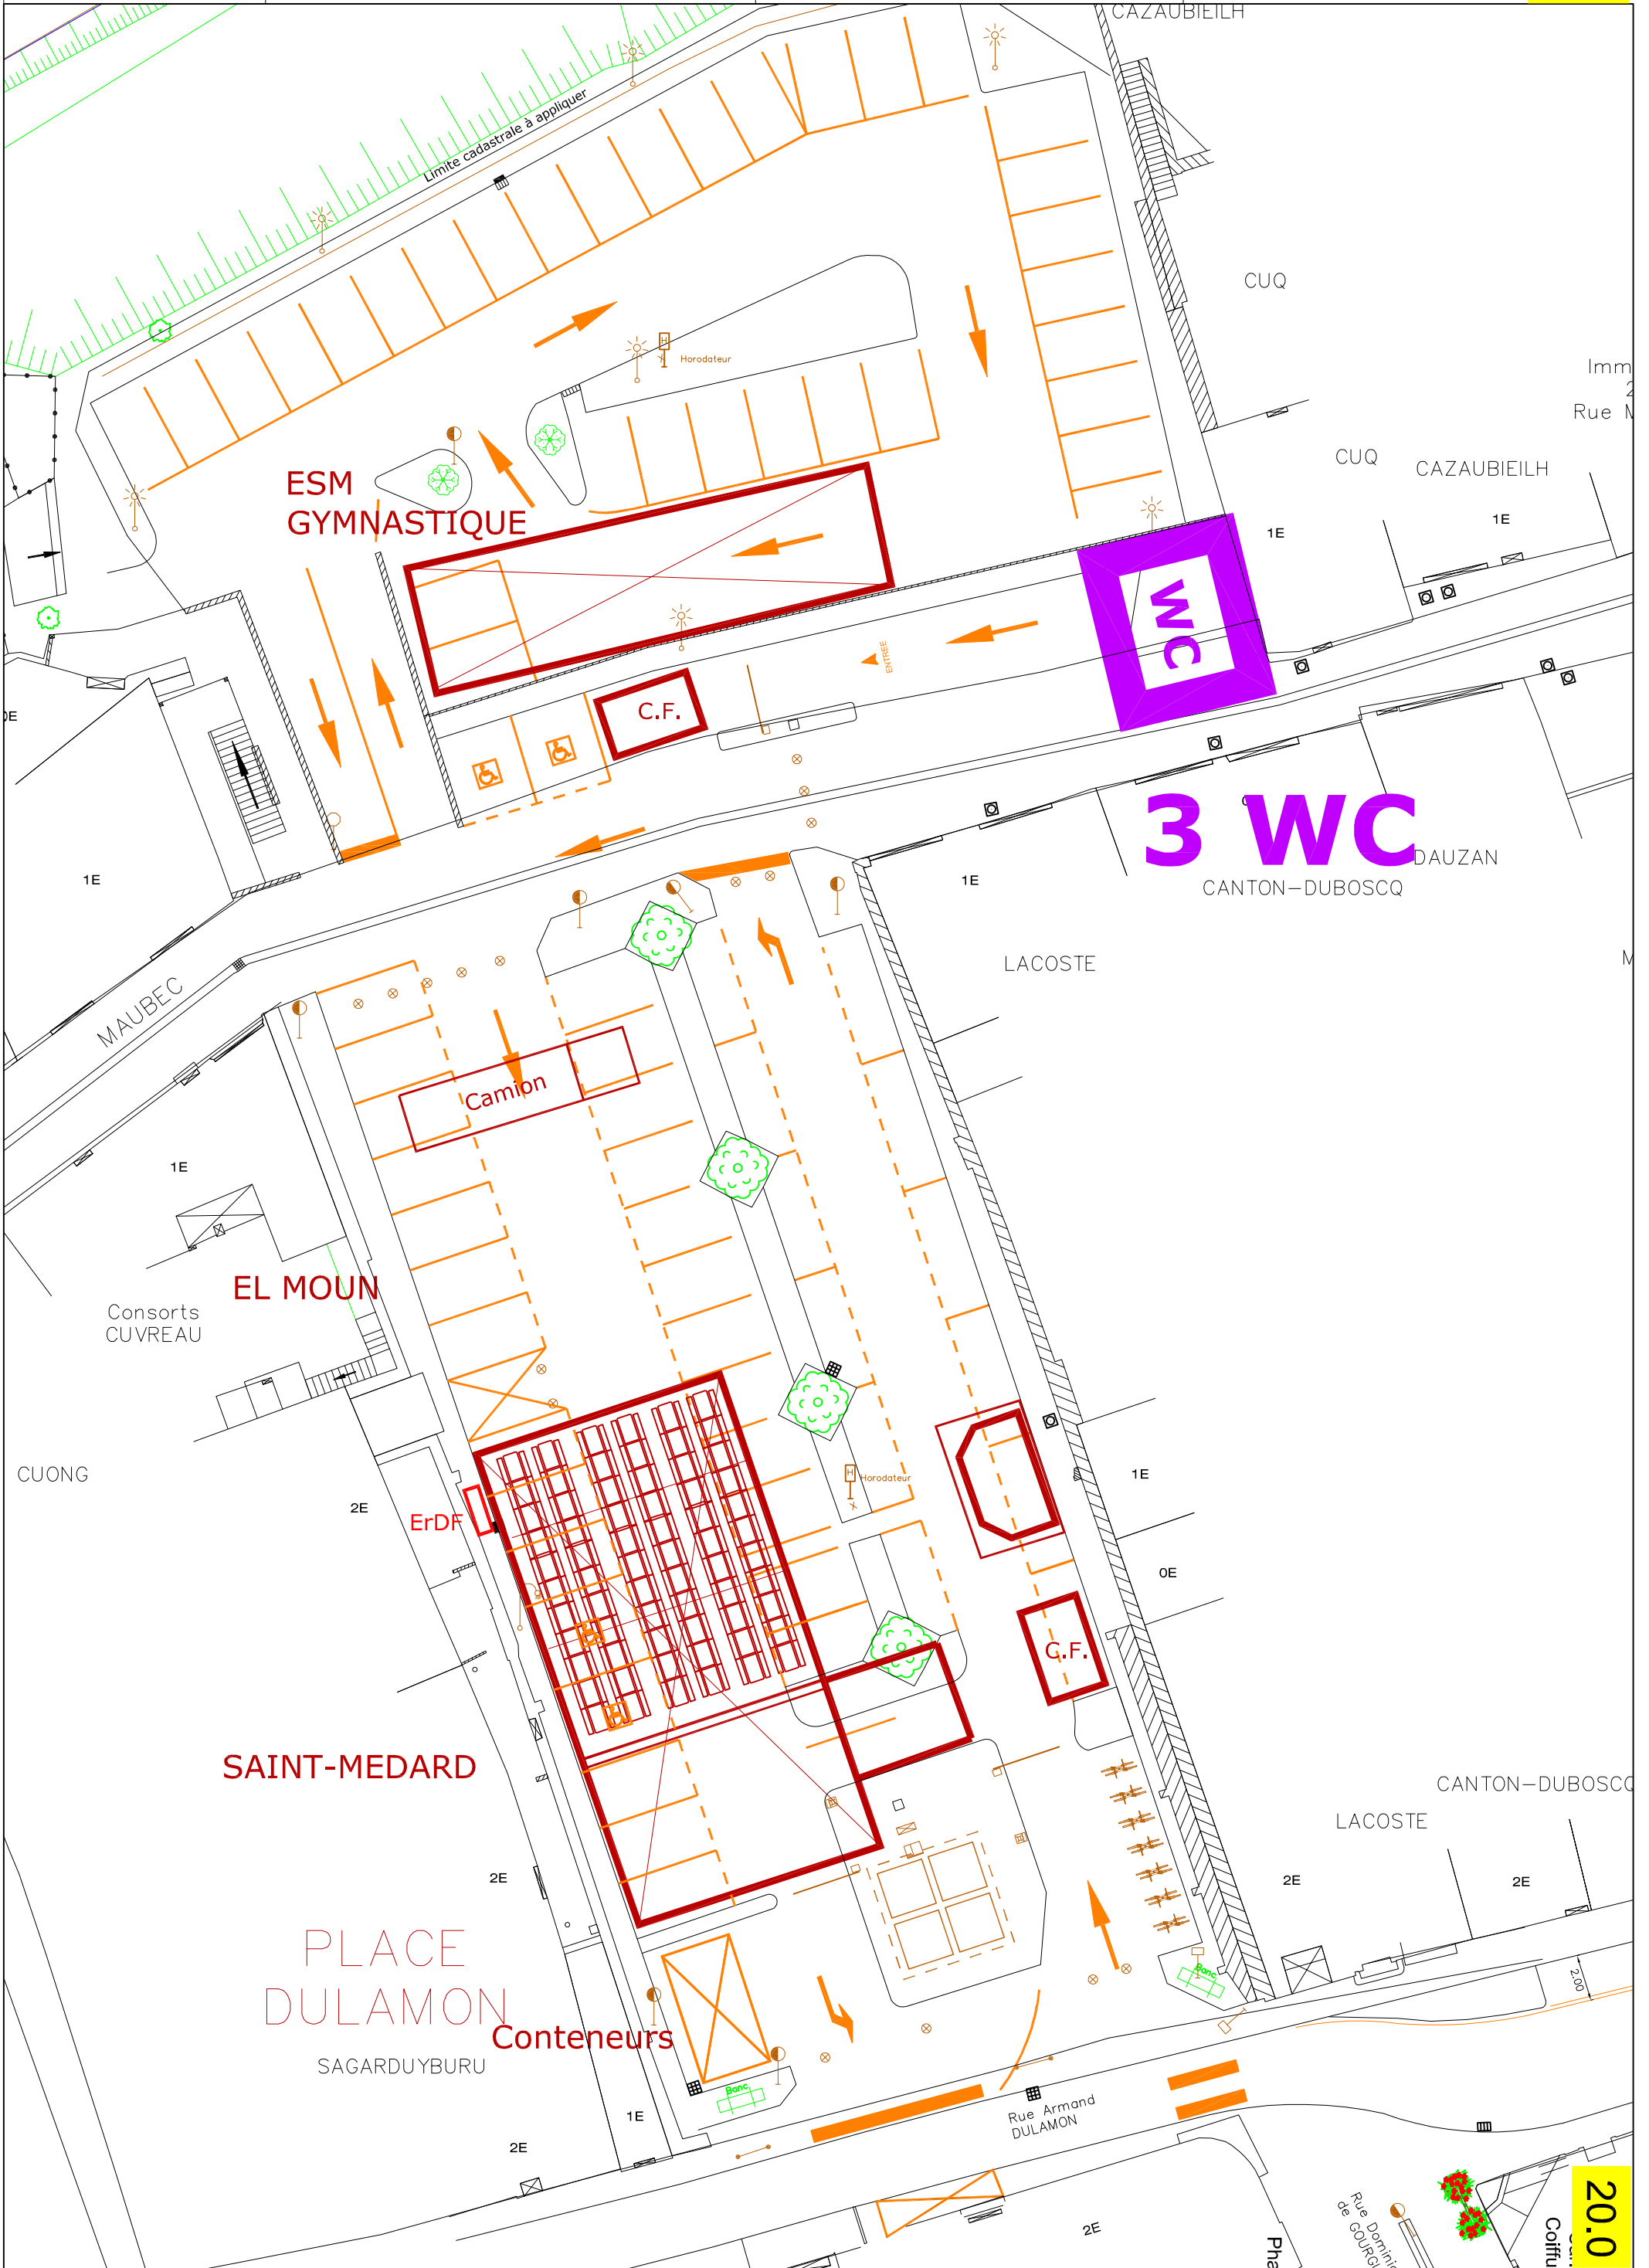 CAZAUBIEILH
Limite cadastrale à appliquer
CUQ
H
Horodateur
Rue
CUQ
CAZAUBIEILH
ESM
GYMNASTIQUE
1E
1E
WC
ENTREE
C.F.
3 WC
DAUZAN
CANTON-DUBOSCQ
1E
1E
LACOSTE
MAUBEC
Camion
1E
EL MOUN
Consorts
CUVREAU
CUONG
H
Horodateur
1E
2E
ErDF
0E
C.F.
SAINT-MEDARD
CANTON-DUBOSCQ
LACOSTE
2E
2E
2E
PLACE
DULAMON
Banc
2.00
Conteneurs
SAGARDUYBURU
Banc
Rue Armand
DULAMON
1E
2E
2E
20.0